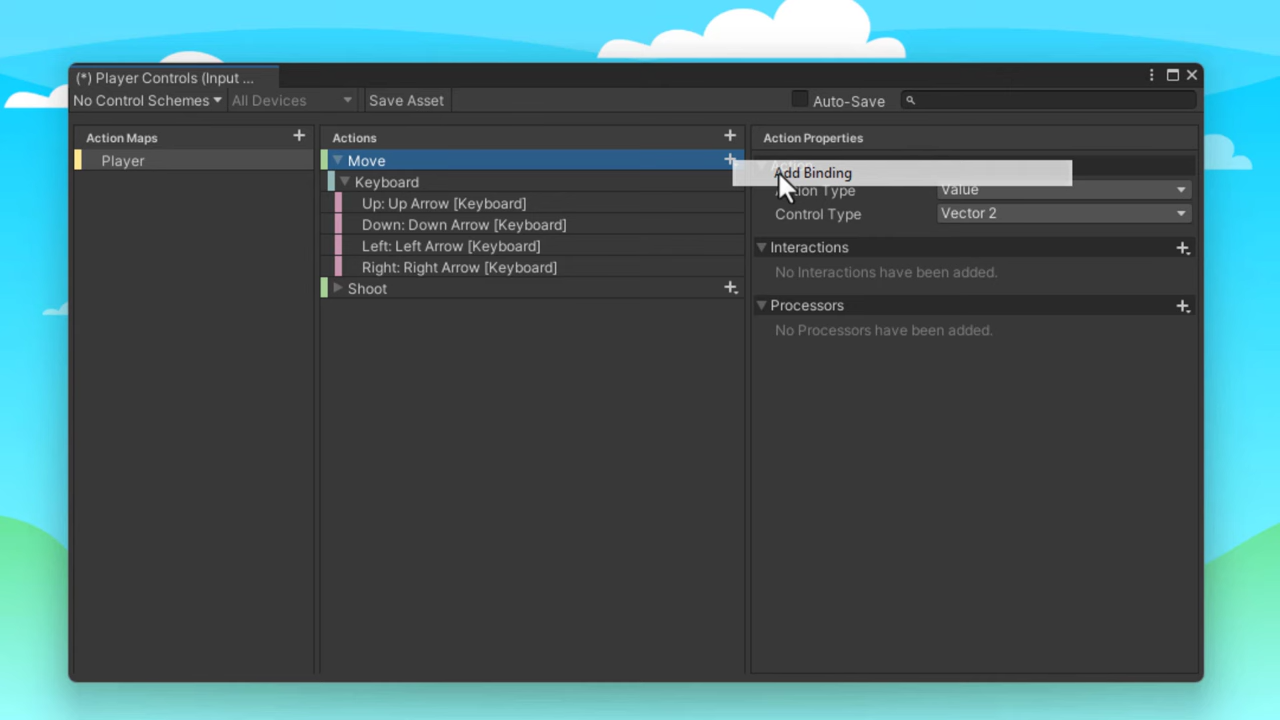 (*) Player Controls (Input ...
No Control Schemes
All Devices
Save Asset
Auto-Save
Action Maps
Player
Actions
Move
Keyboard
Up: Up Arrow [Keyboard]
Down: Down Arrow [Keyboard]
Left: Left Arrow [Keyboard]
Right: Right Arrow [Keyboard]
Shoot
Action Properties
Add Binding
Action Type
Value
Control Type
Vector 2
Interactions
No Interactions have been added.
Processors
No Processors have been added.